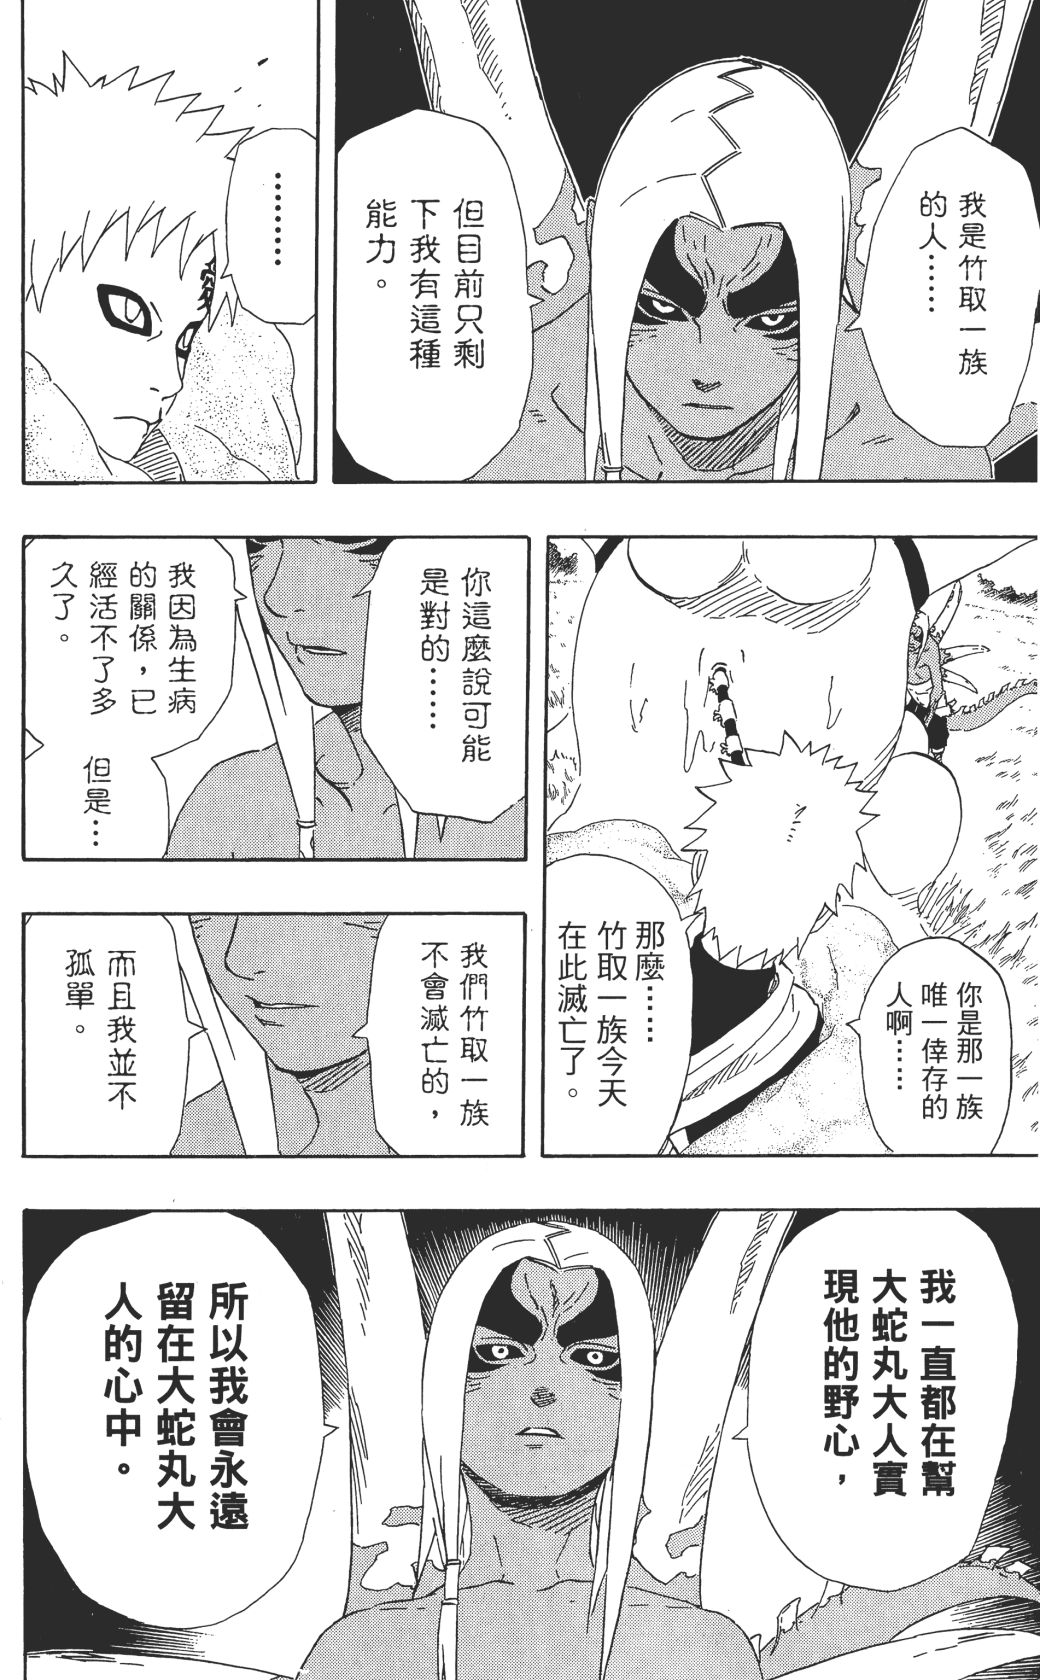 我是竹取一族
的人……
但目前只剩
下我有這種
能力。
………
你是那一族
唯一倖存的
人啊……
那麼……
竹取一族今天
在此滅亡了。
你這麼說可能
是對的……
我因為生病
的關係，已
經活不了多
久了。
但是…
我們竹取一族
不會滅亡的，
而且我並不
孤單。
我一直都在幫
大蛇丸大人實
現他的野心，
所以我會永遠
留在大蛇丸大
人的心中。